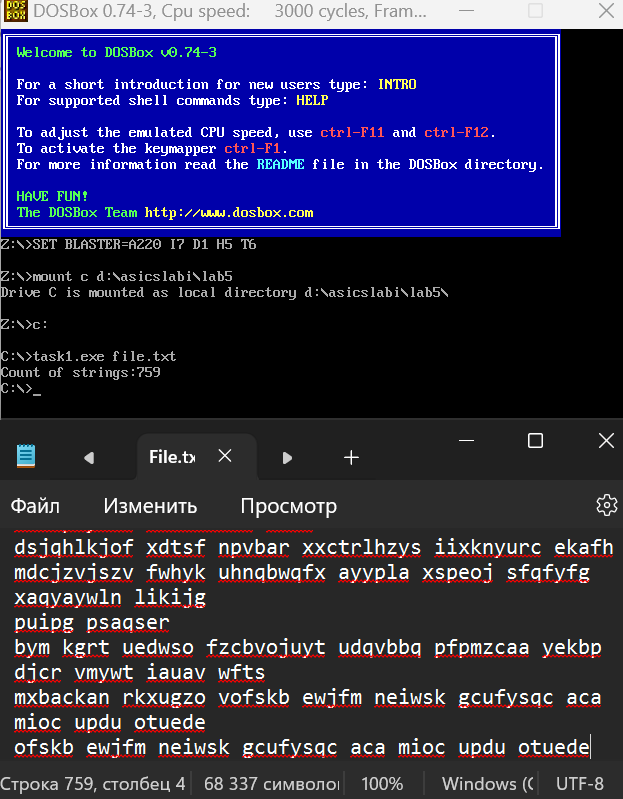 DOSBox 0.74-3, Cpu speed: 3000 cycles, Fram...
Welcome to DOSBox v0.74-3
For a short introduction for new users type: INTRO
For supported shell commands type: HELP
To adjust the emulated CPU speed, use ctrl-F11 and ctrl-F12.
To activate the keymapper ctrl-F1.
For more information read the README file in the DOSBox directory.
HAVE FUN!
The DOSBox Team http://www.dosbox.com
Z:\>SET BLASTER=A220 I7 D1 H5 T6
Z:\>mount c d:\asicslabi\lab5
Drive C is mounted as local directory d:\asicslabi\lab5\
Z:\>c:
C:\>task1.exe file.txt
Count of strings:759
C:\>_
File.tx
Файл Изменить Просмотр
dsjqhlkjof xdtsf npvbar xxctrlhzys iixknyurc ekafh
mdcjzvjszv fwhyk uhnqbwqfx ayypla xspeoj sfqfyfg
xaqyaywln likijg
puipg psaqser
bym kgrt uedwso fzcbvojuyt udqvbbq pfpmzcaa yekbp
djcr vmywt iauav wfts
mxbackan rkxugzo vofskb ewjfm neiwsk gcufysqc aca
mioc updu otuede
ofskb ewjfm neiwsk gcufysqc aca mioc updu otuede
Строка 759, столбец 4 68 337 символо 100% Windows (C UTF-8